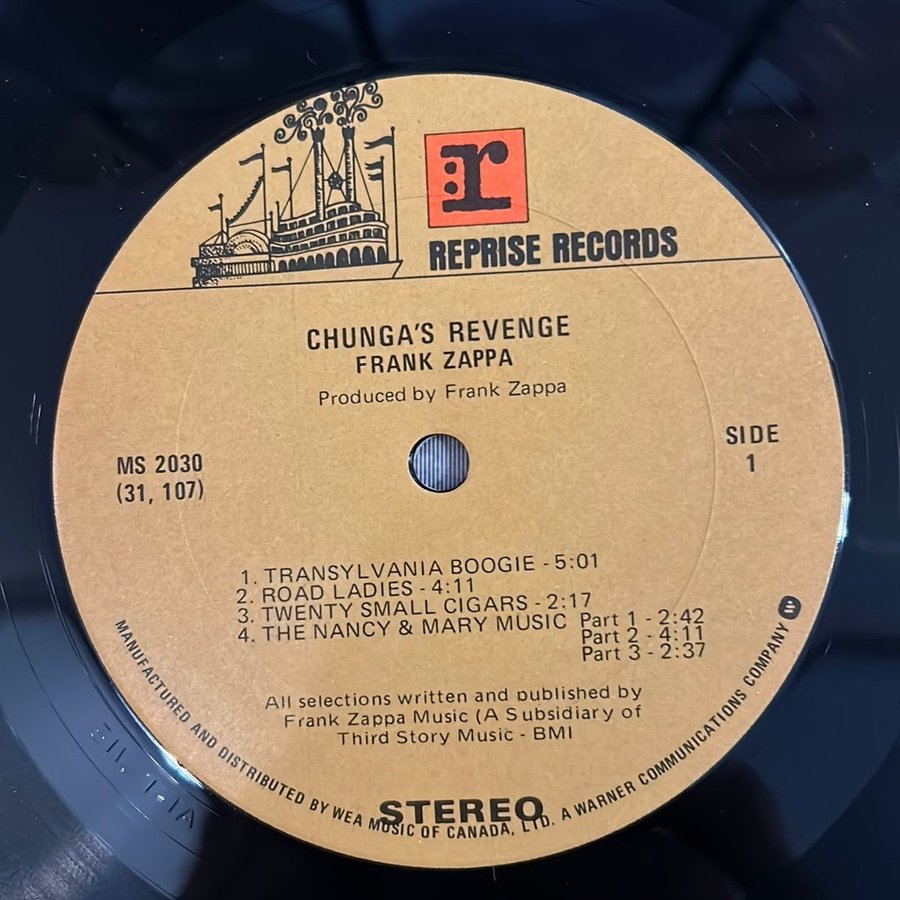 r
REPRISE RECORDS
CHUNGA'S REVENGE
FRANK ZAPPA
Produced by Frank Zappa
MS 2030
(31, 107)
SIDE
1
1. TRANSYLVANIA BOOGIE - 5:01
2. ROAD LADIES - 4:11
3. TWENTY SMALL CIGARS - 2:17
4. THE NANCY & MARY MUSIC Part 1 - 2:42
Part 2 - 4:11
Part 3 - 2:37
All selections written and published by
Frank Zappa Music (A Subsidiary of
Third Story Music - BMI
STEREO
MANUFACTURED AND DISTRIBUTED BY WEA MUSIC OF CANADA, LTD. A WARNER COMMUNICATIONS COMPANY